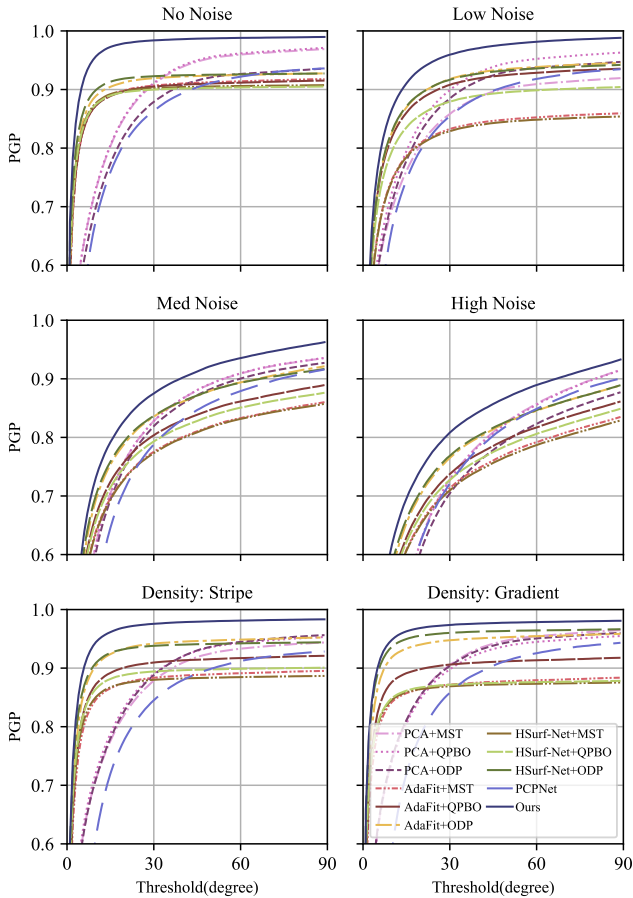 No Noise
Low Noise
1.0
0.9
0.8
0.7
0.6
PGP
Med Noise
High Noise
1.0
0.9
0.8
0.7
0.6
PGP
Density: Stripe
Density: Gradient
1.0
0.9
0.8
0.7
0.6
PGP
PCA+MST
PCA+QPBO
PCA+ODP
AdaFit+MST
AdaFit+QPBO
AdaFit+ODP
HSurf-Net+MST
HSurf-Net+QPBO
HSurf-Net+ODP
PCPNet
Ours
0 30 60 90
0 30 60 90
Threshold(degree)
Threshold(degree)